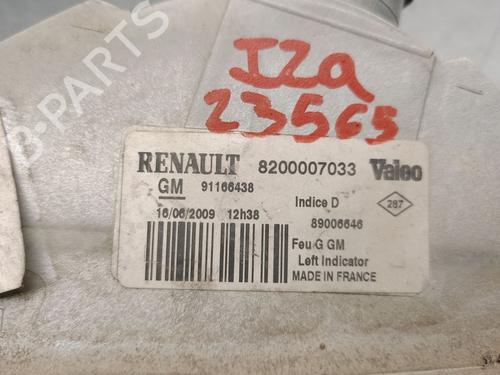 B-PARTS
IZQ
23565
RENAULT 8200007033 Valeo
GM 91166438 Indice D 287
16/06/2009 12h38 89006646
Feu G GM
Left Indicator
MADE IN FRANCE